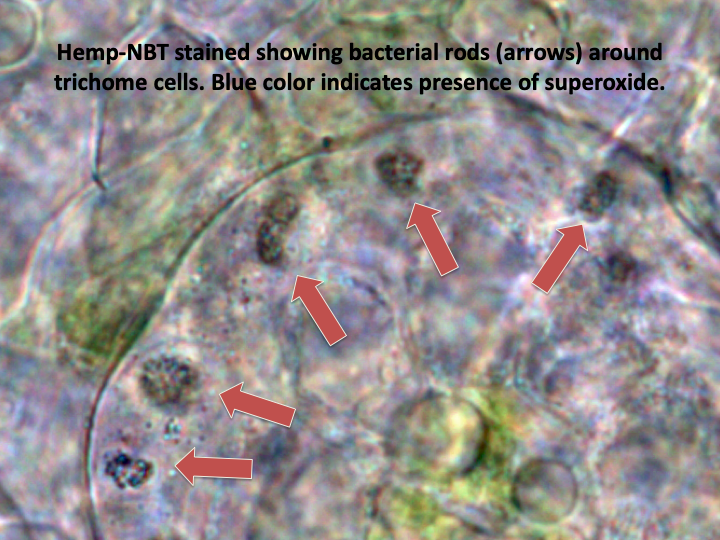 Hemp-NBT stained showing bacterial rods (arrows) around
trichome cells. Blue color indicates presence of superoxide.